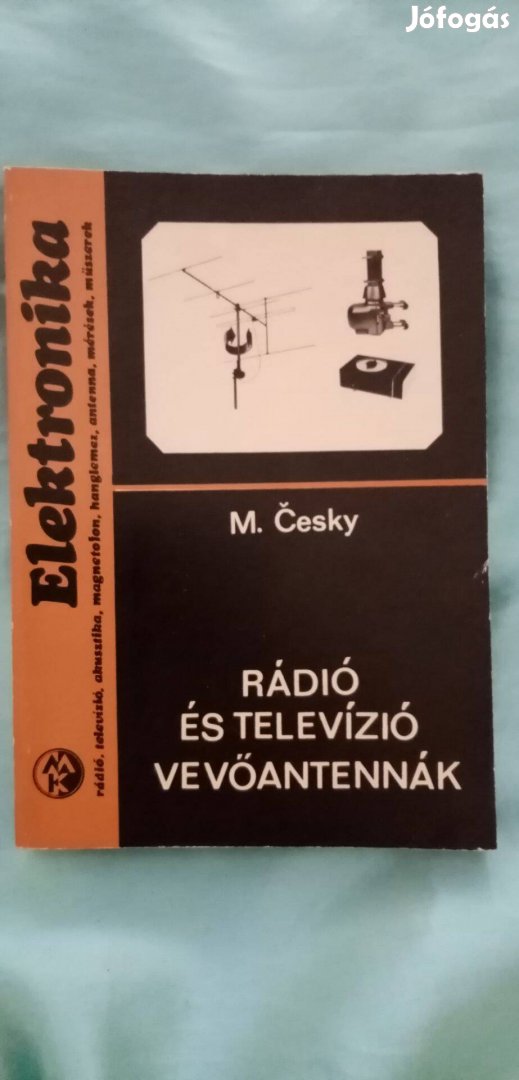 Jófogás
Elektronika
rádió, televízió, akusztika, magnetofon, hanglemez, antenna, mérések, műszerek
M. Česky
RÁDIÓ
ÉS TELEVÍZIÓ
VEVŐANTENNÁK